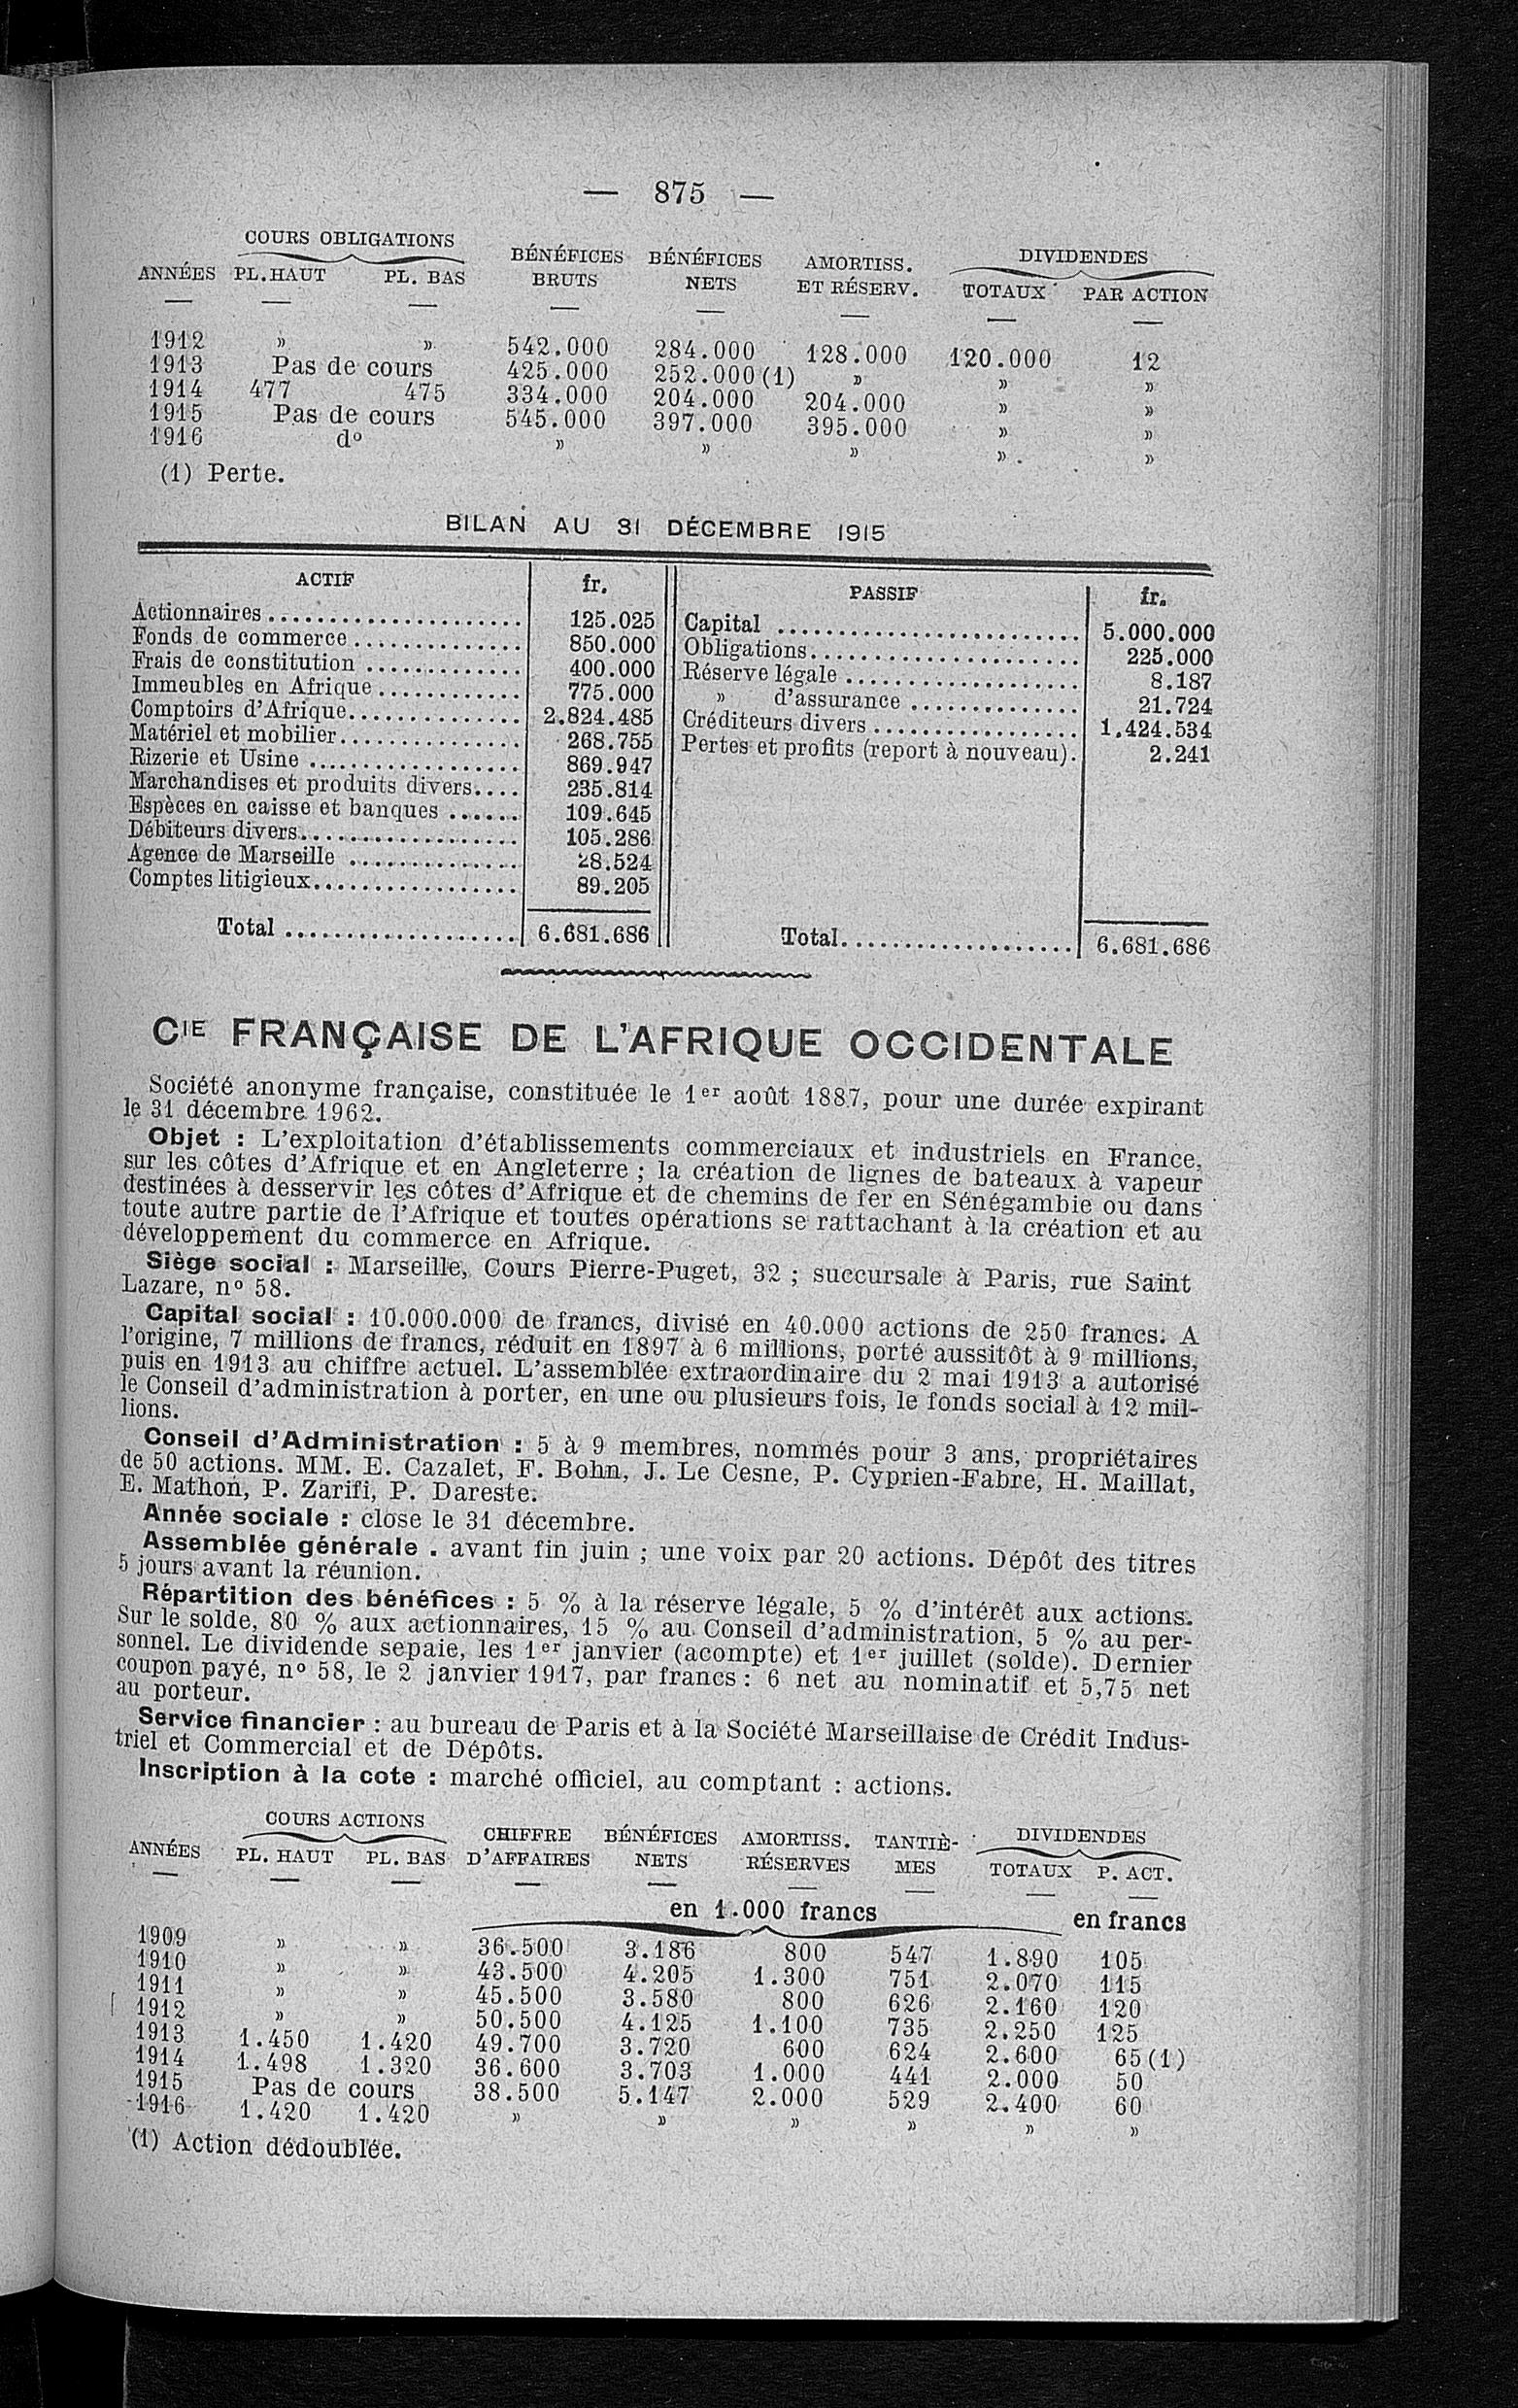 — 875 —
COURS OBLIGATIONS BÉNÉFICES BÉNÉFICES AMORTISS. DIVIDENDES
ANNÉES PL. HAUT PL. BAS BRUTS NETS ET RÉSERV. TOTAUX PAR ACTION
1912 » » 542.000 284.000 128.000 120.000 12
1913 Pas de cours 425.000 252.000 (1) » » »
1914 477 475 334.000 204.000 204.000 » »
1915 Pas de cours 545.000 397.000 395.000 » »
1916 dº » » » » »
(1) Perte.
BILAN AU 31 DÉCEMBRE 1915
ACTIF fr. PASSIF fr.
Actionnaires..................... 125.025 Capital ......................... 5.000.000
Fonds de commerce.............. 850.000 Obligations...................... 225.000
Frais de constitution ............. 400.000 Réserve légale ................... 8.187
Immeubles en Afrique............ 775.000 » d'assurance .............. 21.724
Comptoirs d'Afrique.............. 2.824.485 Créditeurs divers................. 1.424.534
Matériel et mobilier............... 268.755 Pertes et profits (report à nouveau). 2.241
Rizerie et Usine .................. 869.947
Marchandises et produits divers.... 235.814
Espèces en caisse et banques ...... 109.645
Débiteurs divers.................. 105.286
Agence de Marseille .............. 28.524
Comptes litigieux................. 89.205
Total ................... 6.681.686 Total................... 6.681.686
CIE FRANÇAISE DE L'AFRIQUE OCCIDENTALE
Société anonyme française, constituée le 1er août 1887, pour une durée expirant
le 31 décembre 1962.
Objet : L'exploitation d'établissements commerciaux et industriels en France,
sur les côtes d'Afrique et en Angleterre ; la création de lignes de bateaux à vapeur
destinées à desservir les côtes d'Afrique et de chemins de fer en Sénégambie ou dans
toute autre partie de l'Afrique et toutes opérations se rattachant à la création et au
développement du commerce en Afrique.
Siège social : Marseille, Cours Pierre-Puget, 32 ; succursale à Paris, rue Saint
Lazare, nº 58.
Capital social : 10.000.000 de francs, divisé en 40.000 actions de 250 francs. A
l'origine, 7 millions de francs, réduit en 1897 à 6 millions, porté aussitôt à 9 millions,
puis en 1913 au chiffre actuel. L'assemblée extraordinaire du 2 mai 1913 a autorisé
le Conseil d'administration à porter, en une ou plusieurs fois, le fonds social à 12 mil-
lions.
Conseil d'Administration : 5 à 9 membres, nommés pour 3 ans, propriétaires
de 50 actions. MM. E. Cazalet, F. Bohn, J. Le Cesne, P. Cyprien-Fabre, H. Maillat,
E. Mathon, P. Zarifi, P. Dareste.
Année sociale : close le 31 décembre.
Assemblée générale . avant fin juin ; une voix par 20 actions. Dépôt des titres
5 jours avant la réunion.
Répartition des bénéfices : 5 % à la réserve légale, 5 % d'intérêt aux actions.
Sur le solde, 80 % aux actionnaires, 15 % au Conseil d'administration, 5 % au per-
sonnel. Le dividende sepaie, les 1er janvier (acompte) et 1er juillet (solde). Dernier
coupon payé, nº 58, le 2 janvier 1917, par francs : 6 net au nominatif et 5,75 net
au porteur.
Service financier : au bureau de Paris et à la Société Marseillaise de Crédit Indus-
triel et Commercial et de Dépôts.
Inscription à la cote : marché officiel, au comptant : actions.
COURS ACTIONS CHIFFRE BÉNÉFICES AMORTISS. TANTIÈ- DIVIDENDES
ANNÉES PL. HAUT PL. BAS D'AFFAIRES NETS RÉSERVES MES TOTAUX P. ACT.
en 1.000 francs en francs
1909 » » 36.500 3.186 800 547 1.890 105
1910 » » 43.500 4.205 1.300 751 2.070 115
1911 » » 45.500 3.580 800 626 2.160 120
1912 » » 50.500 4.125 1.100 735 2.250 125
1913 1.450 1.420 49.700 3.720 600 624 2.600 65 (1)
1914 1.498 1.320 36.600 3.703 1.000 441 2.000 50
1915 Pas de cours 38.500 5.147 2.000 529 2.400 60
1916 1.420 1.420 » » » » » »
(1) Action dédoublée.